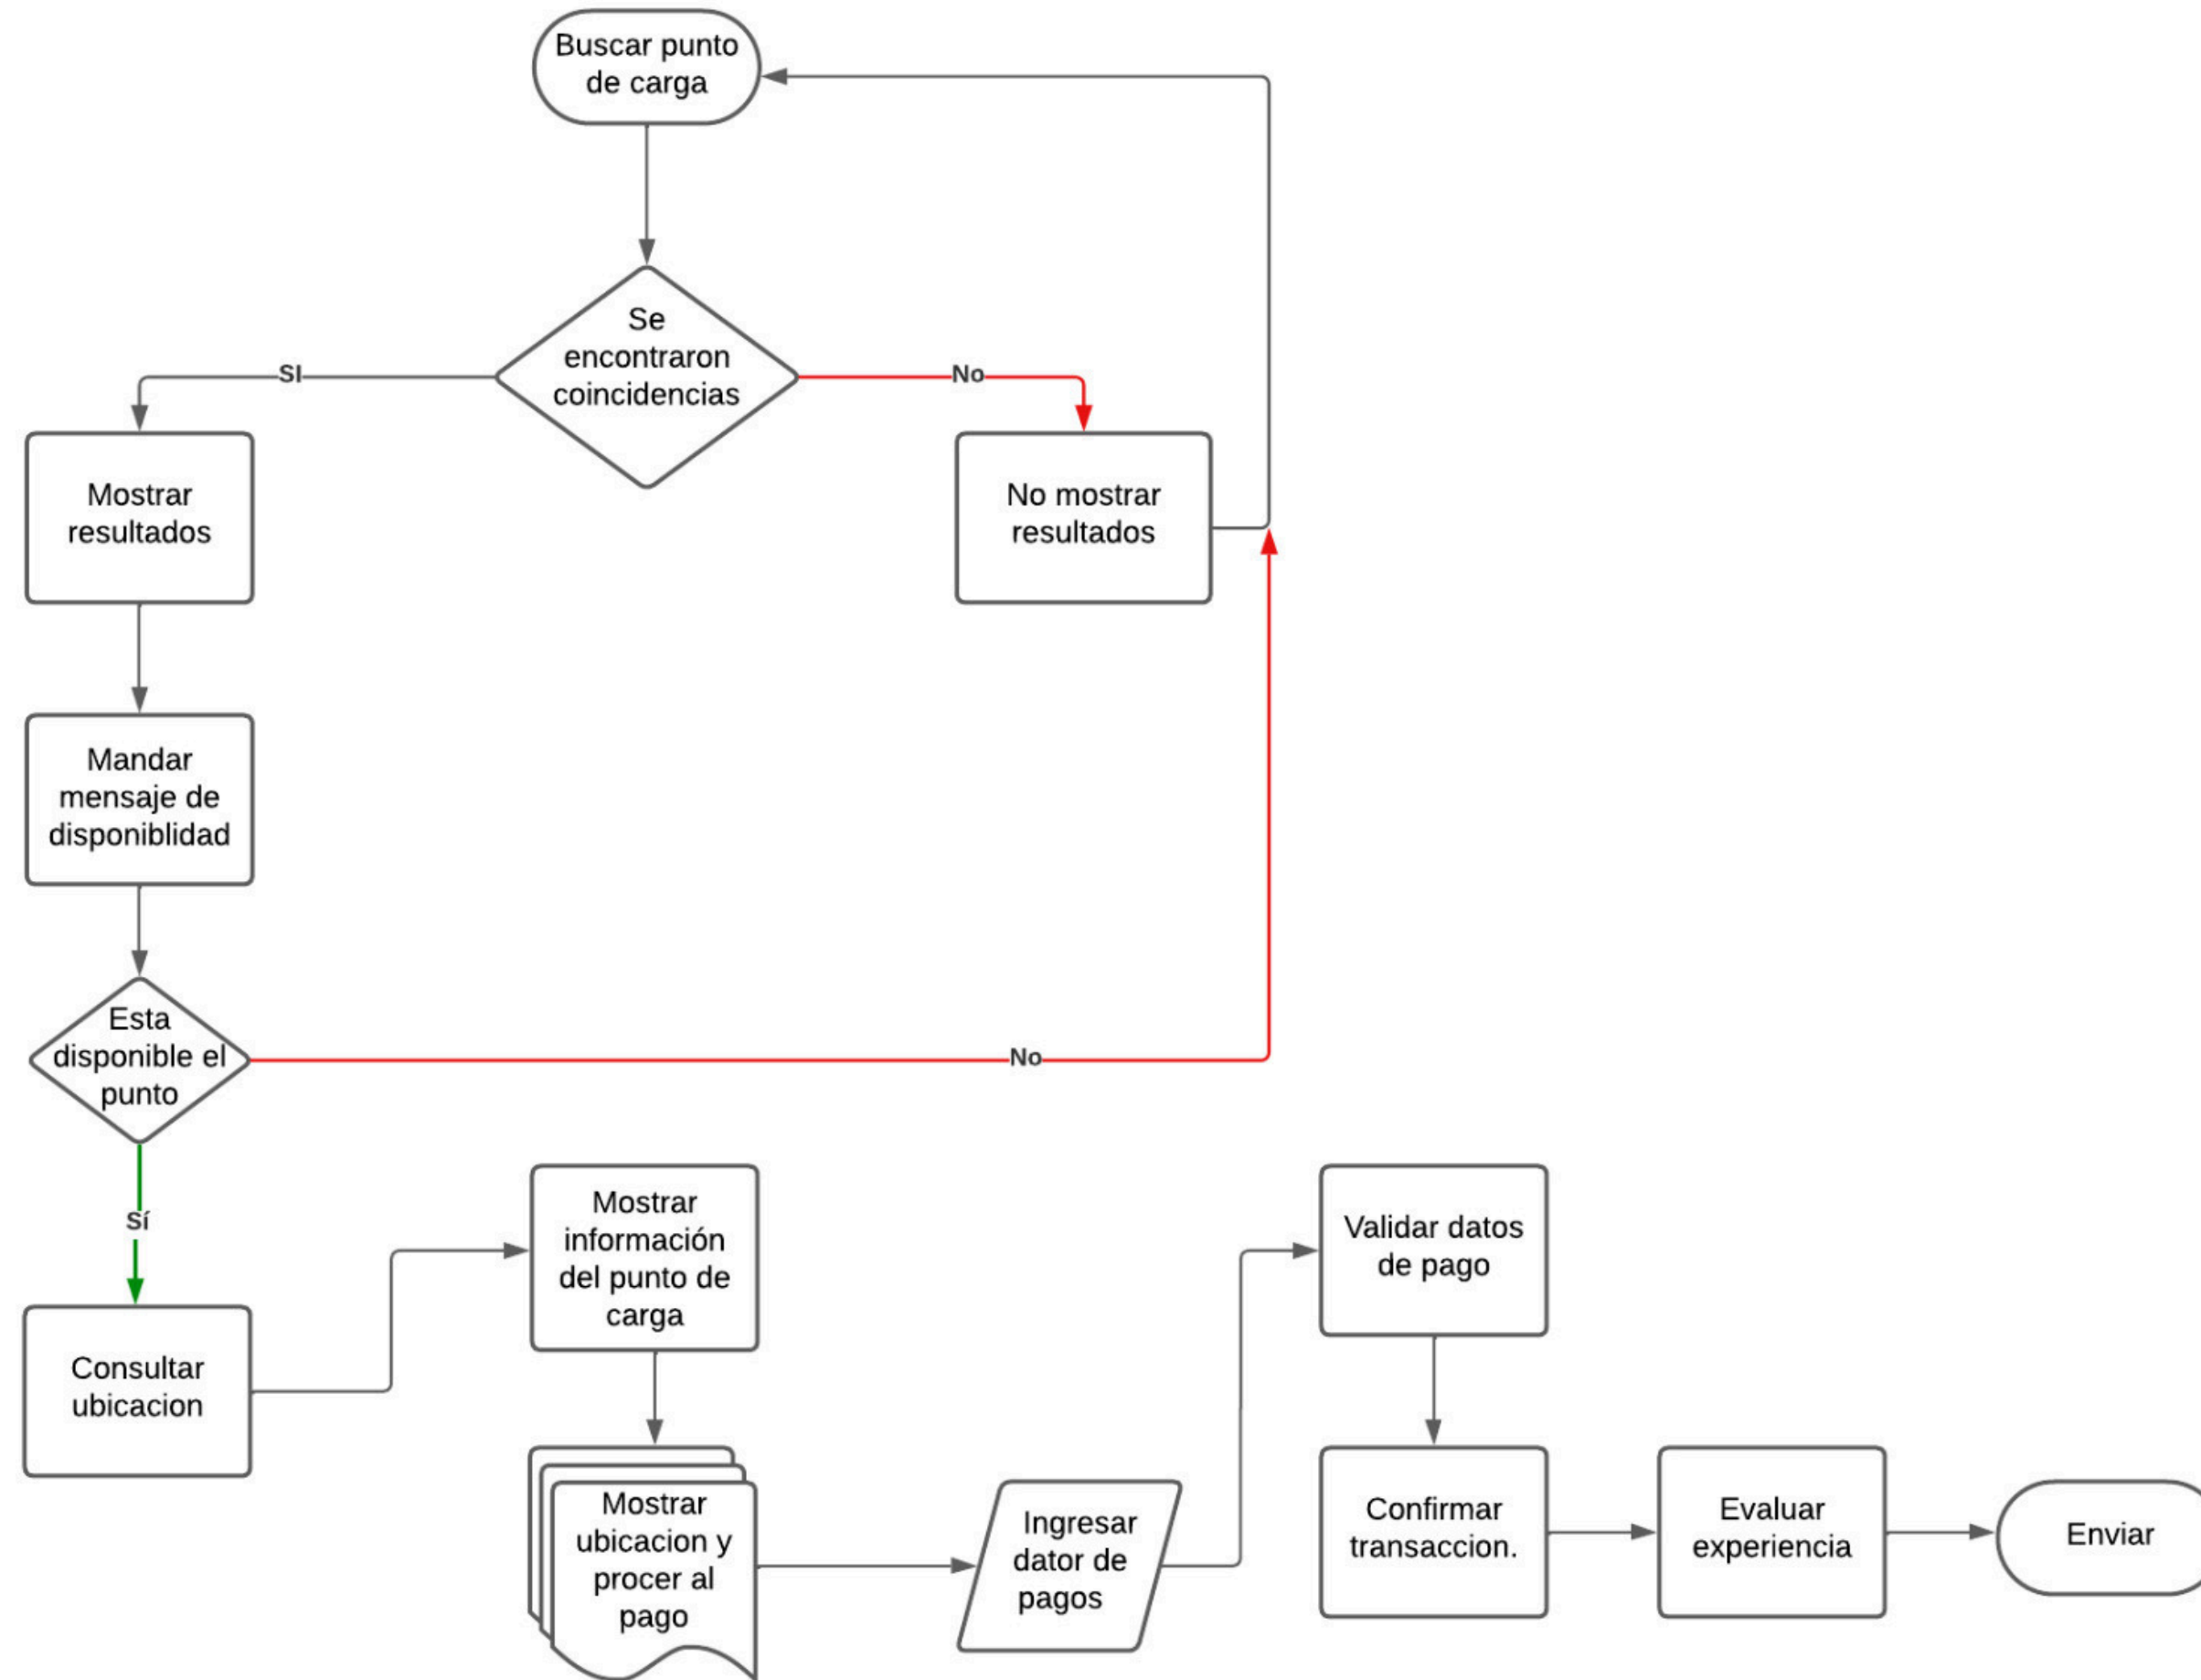 Buscar punto
de carga
Se
encontraron
coincidencias
SI
No
Mostrar
resultados
No mostrar
resultados
Mandar
mensaje de
disponiblidad
Esta
disponible el
punto
No
Sí
Consultar
ubicacion
Mostrar
información
del punto de
carga
Mostrar
ubicacion y
procer al
pago
Ingresar
dator de
pagos
Validar datos
de pago
Confirmar
transaccion.
Evaluar
experiencia
Enviar